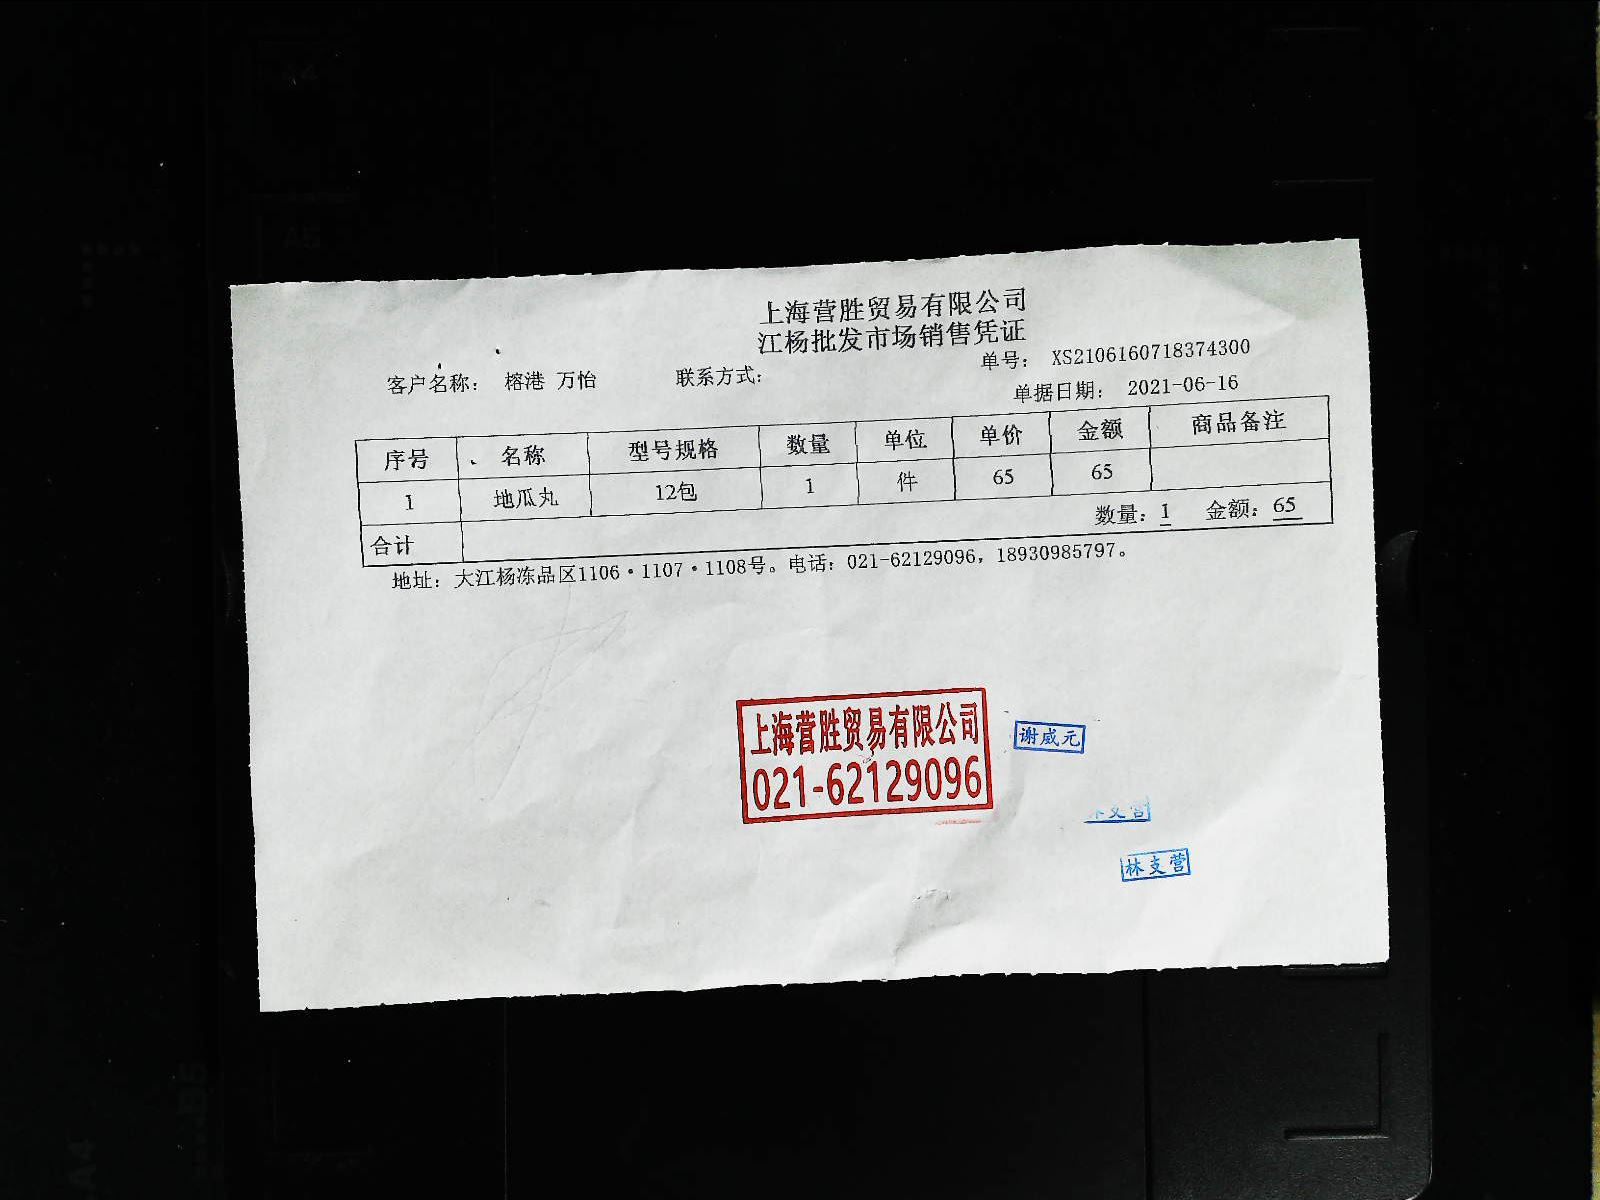 上海营胜贸易有限公司
江杨批发市场销售凭证
单号： XS2106160718374300
客户名称： 榕港 万怡 联系方式：
单据日期： 2021-06-16
序号 名称 型号规格 数量 单位 单价 金额 商品备注
1 地瓜丸 12包 1 件 65 65
合计 数量：1 金额：65
地址：大江杨冻品区1106·1107·1108号。电话：021-62129096，18930985797。
上海营胜贸易有限公司
021-62129096
谢威元
支营
林支营
A5